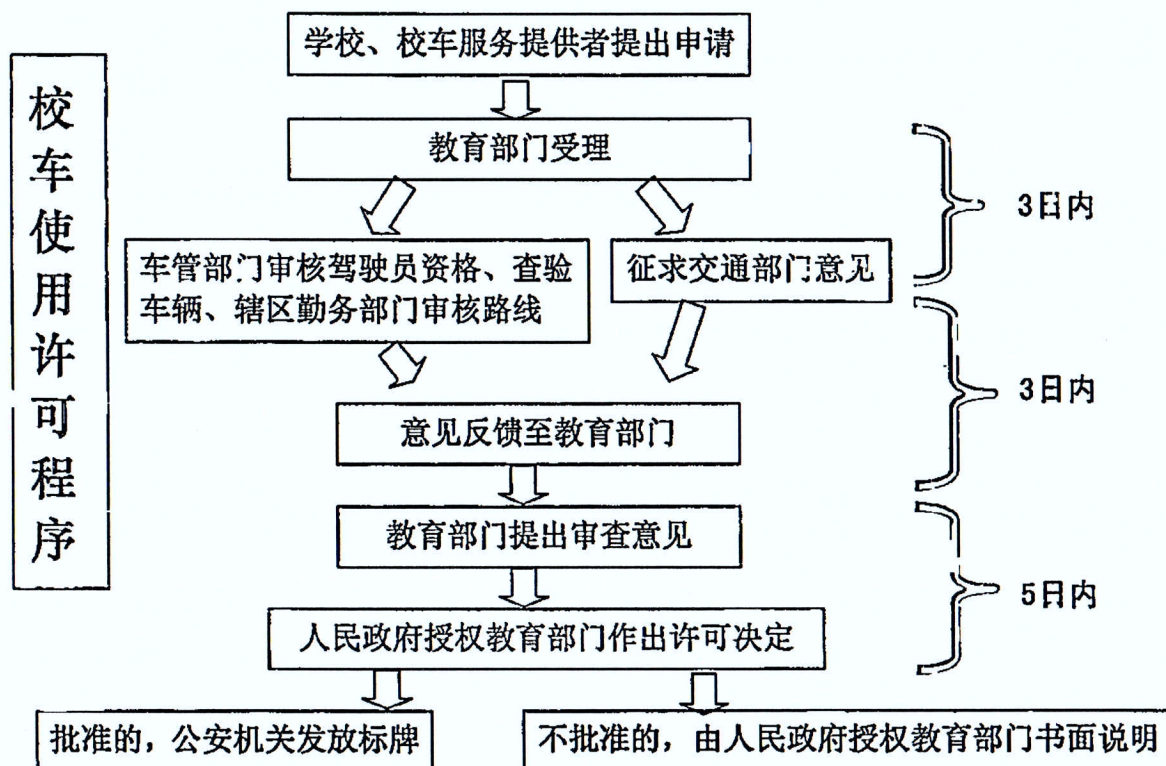 校车使用许可程序
学校、校车服务提供者提出申请
教育部门受理
3日内
车管部门审核驾驶员资格、查验
车辆、辖区勤务部门审核路线
征求交通部门意见
3日内
意见反馈至教育部门
教育部门提出审查意见
5日内
人民政府授权教育部门作出许可决定
批准的，公安机关发放标牌
不批准的，由人民政府授权教育部门书面说明